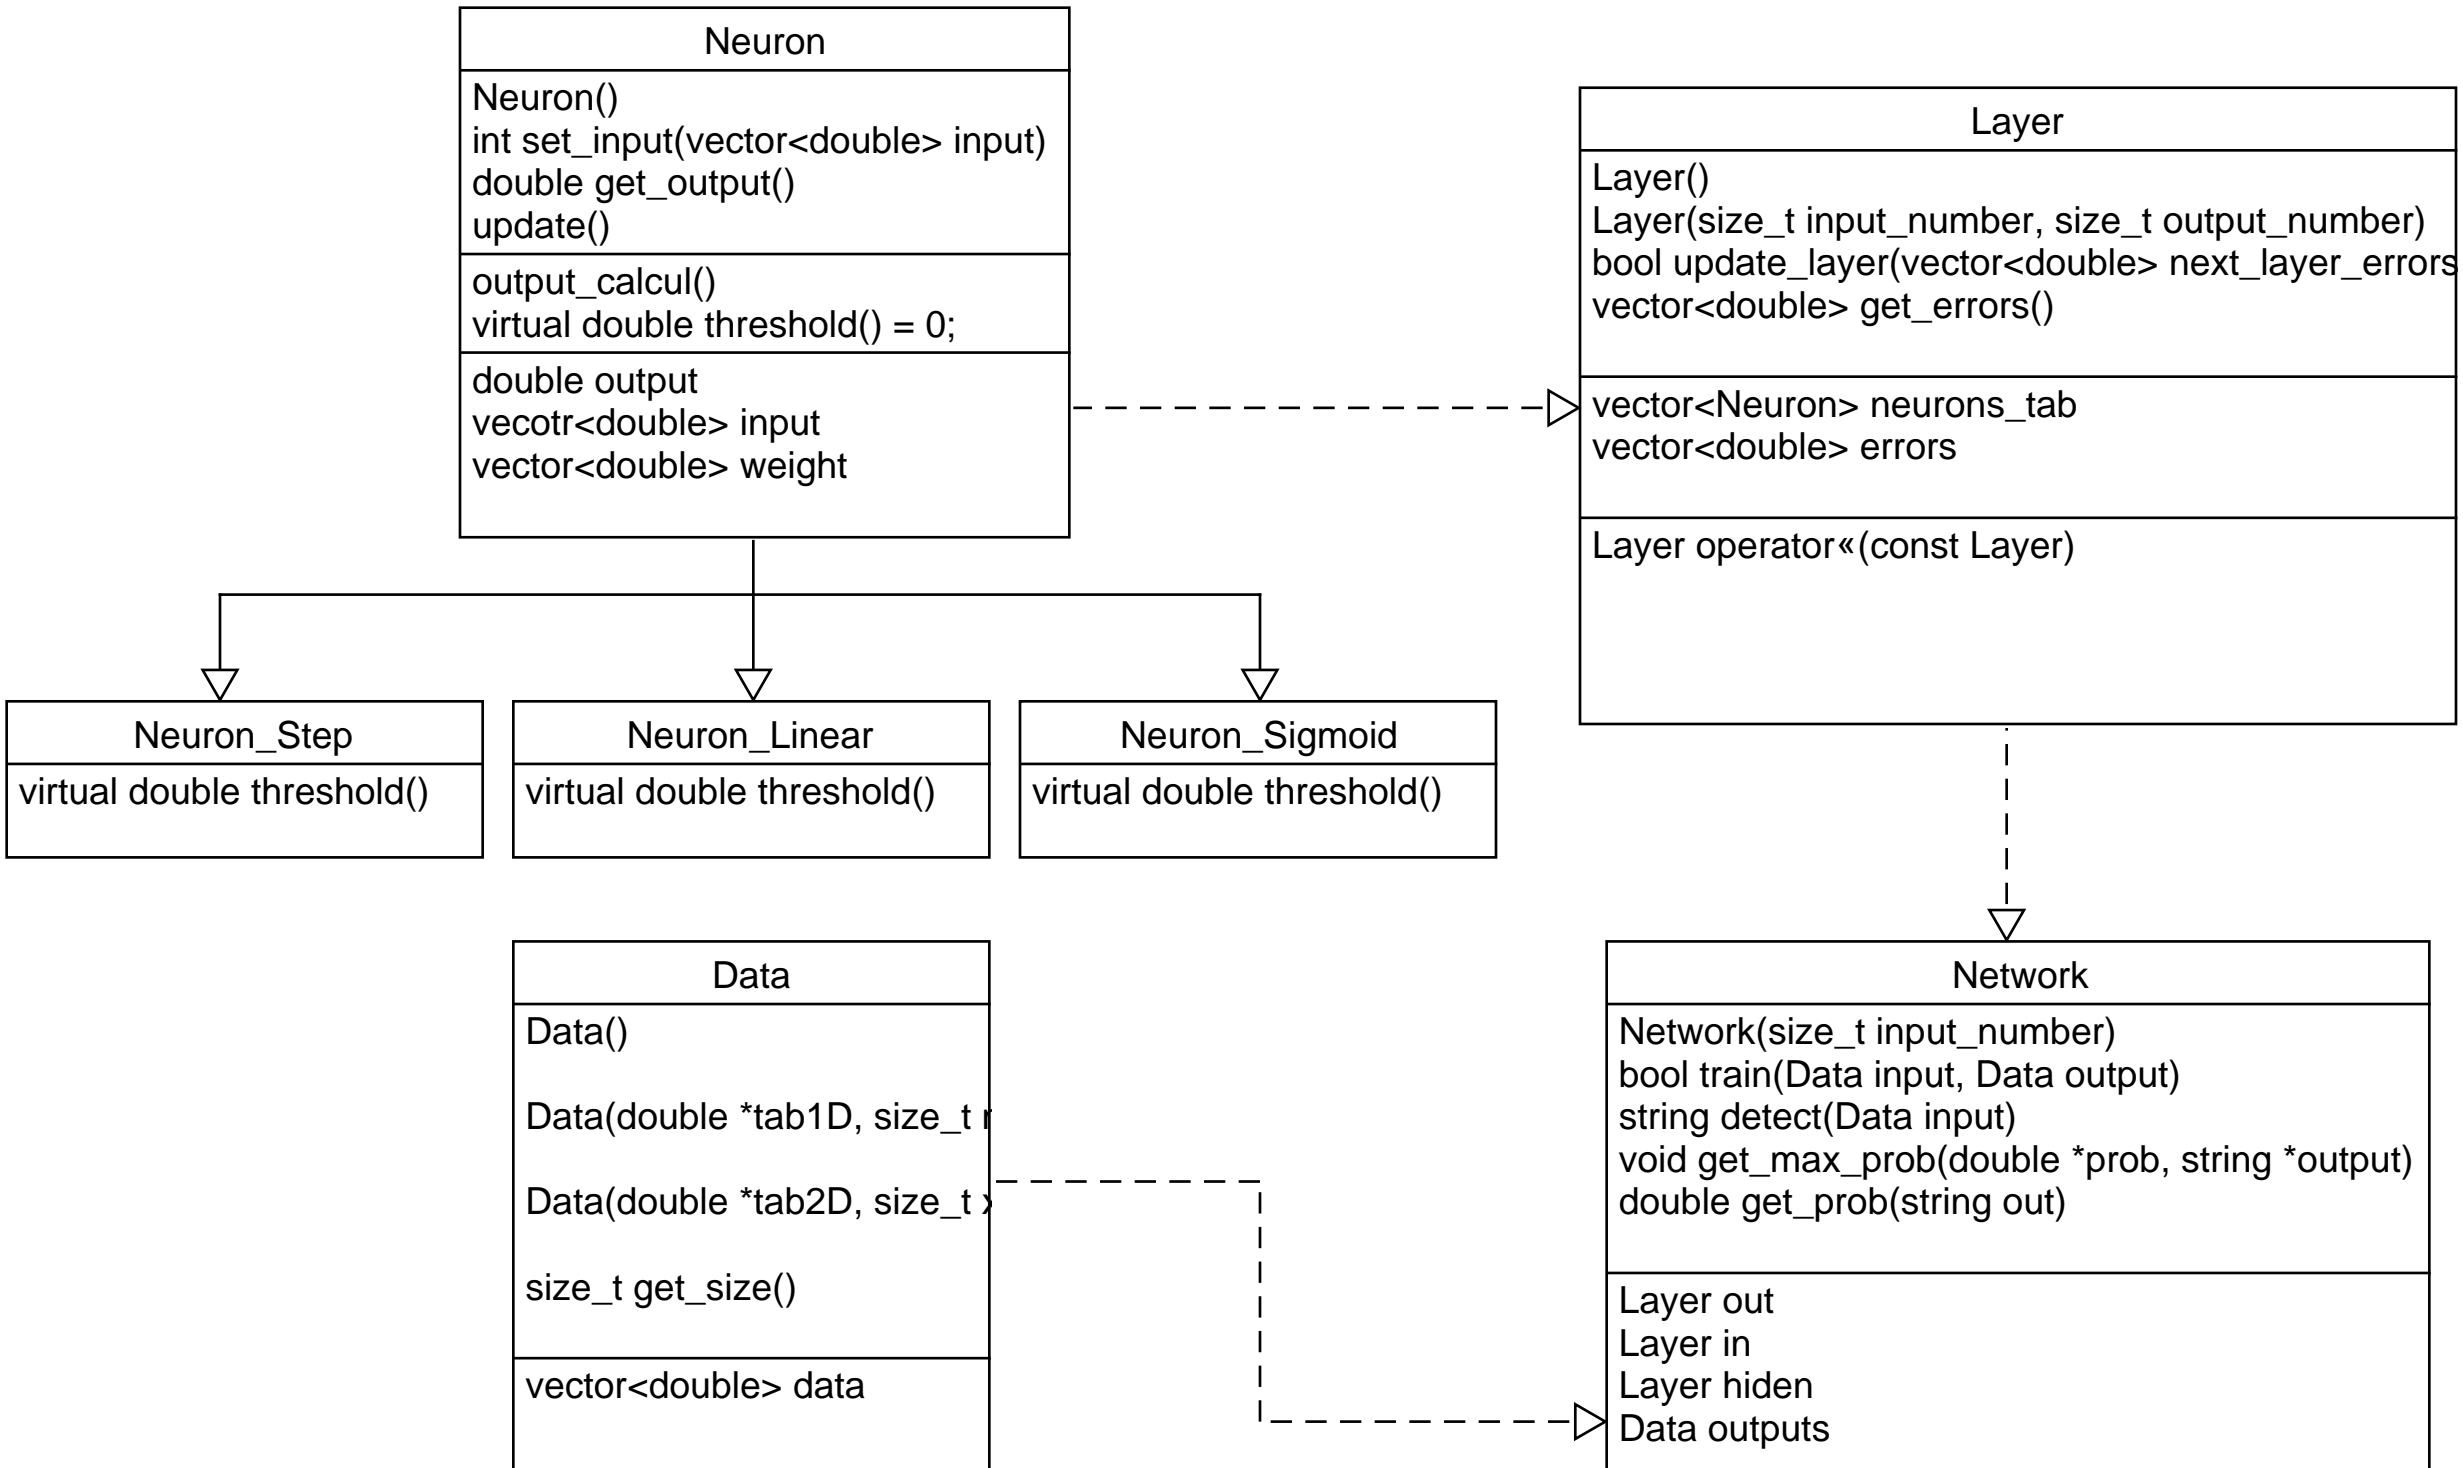 Neuron
Neuron()
int set_input(vector<double> input)
double get_output()
update()
output_calcul()
virtual double threshold() = 0;
double output
vecotr<double> input
vector<double> weight
Layer
Layer()
Layer(size_t input_number, size_t output_number)
bool update_layer(vector<double> next_layer_errors
vector<double> get_errors()
vector<Neuron> neurons_tab
vector<double> errors
Layer operator«(const Layer)
Neuron_Step
virtual double threshold()
Neuron_Linear
virtual double threshold()
Neuron_Sigmoid
virtual double threshold()
Data
Data()
Data(double *tab1D, size_t
Data(double *tab2D, size_t x
size_t get_size()
vector<double> data
Network
Network(size_t input_number)
bool train(Data input, Data output)
string detect(Data input)
void get_max_prob(double *prob, string *output)
double get_prob(string out)
Layer out
Layer in
Layer hiden
Data outputs